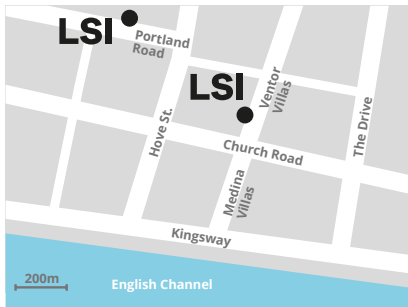 LSI
Portland
Road
LSI
Ventor
Villas
Hove St.
The Drive
Church Road
Medina
Villas
Kingsway
200m
English Channel